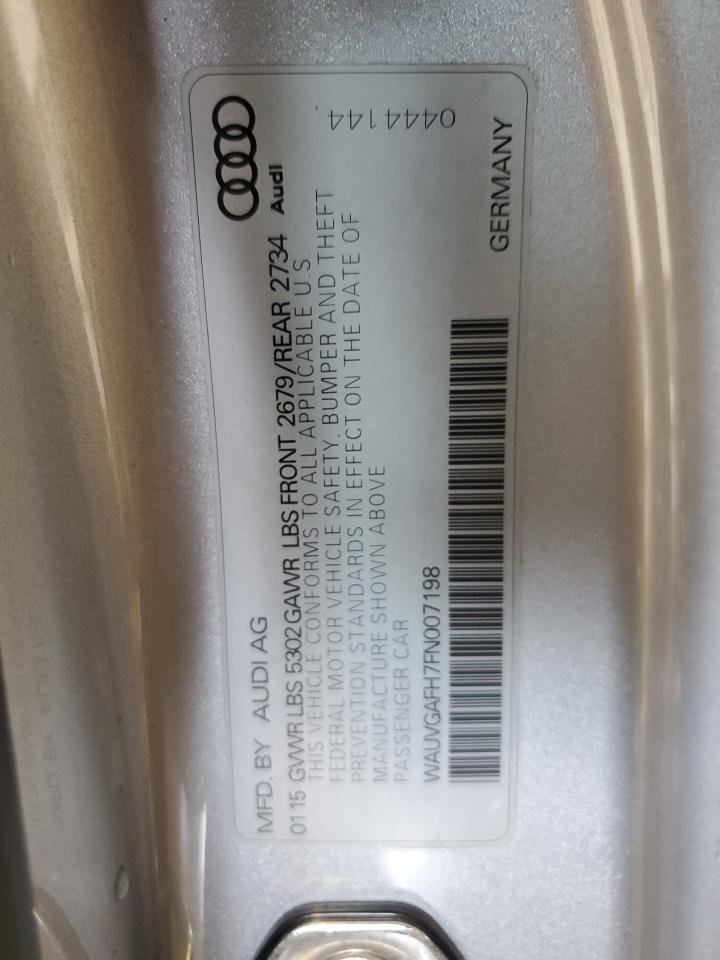 MFD. BY AUDI AG
0115 GVWR LBS 5302 GAWR LBS FRONT 2679/REAR 2734
Audi
THIS VEHICLE CONFORMS TO ALL APPLICABLE U.S.
FEDERAL MOTOR VEHICLE SAFETY, BUMPER AND THEFT
PREVENTION STANDARDS IN EFFECT ON THE DATE OF
MANUFACTURE SHOWN ABOVE
PASSENGER CAR
WAUVGAFH7FN007198
GERMANY
0444144